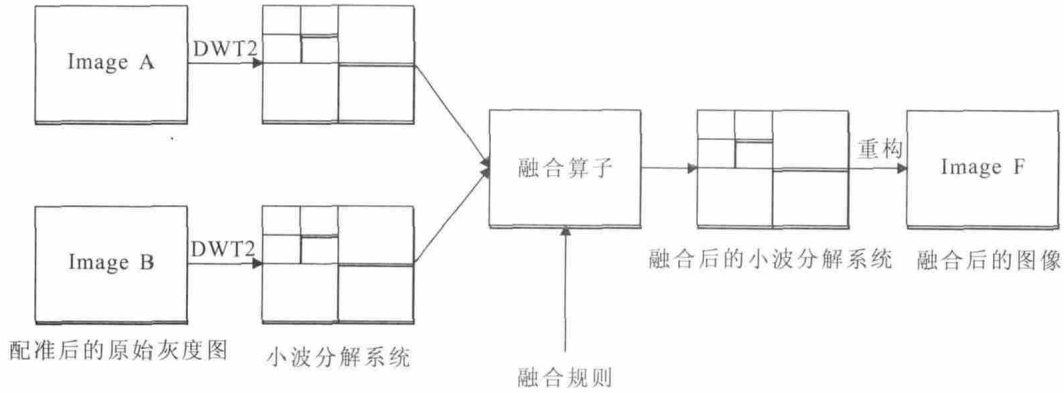 Image A
DWT2
融合算子
重构
Image F
Image B
DWT2
融合后的小波分解系统
融合后的图像
配准后的原始灰度图
小波分解系统
融合规则